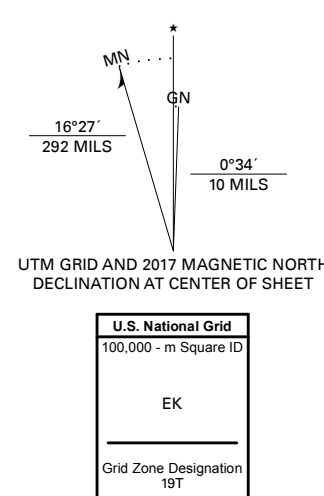 ★
MN
GN
16°27´
292 MILS
0°34´
10 MILS
UTM GRID AND 2017 MAGNETIC NORTH
DECLINATION AT CENTER OF SHEET
U.S. National Grid
100,000 - m Square ID
EK
Grid Zone Designation
19T